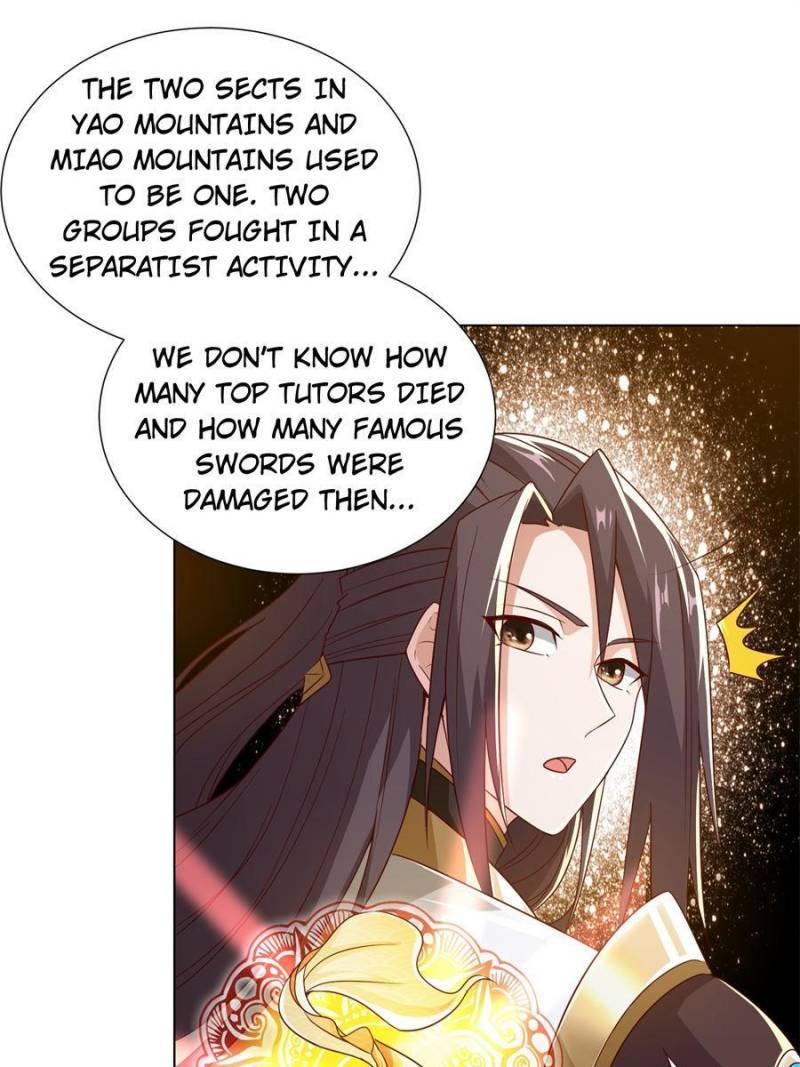 THE TWO SECTS IN
YAO MOUNTAINS AND
MIAO MOUNTAINS USED
TO BE ONE. TWO
GROUPS FOUGHT IN A
SEPARATIST ACTIVITY...
WE DON'T KNOW HOW
MANY TOP TUTORS DIED
AND HOW MANY FAMOUS
SWORDS WERE
DAMAGED THEN...